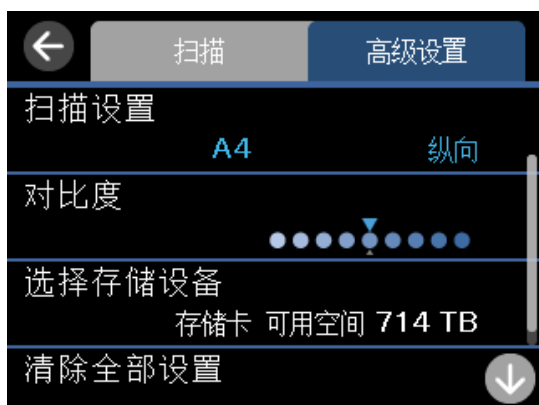 扫描
高级设置
扫描设置
A4 纵向
对比度
选择存储设备
存储卡 可用空间 714 TB
清除全部设置